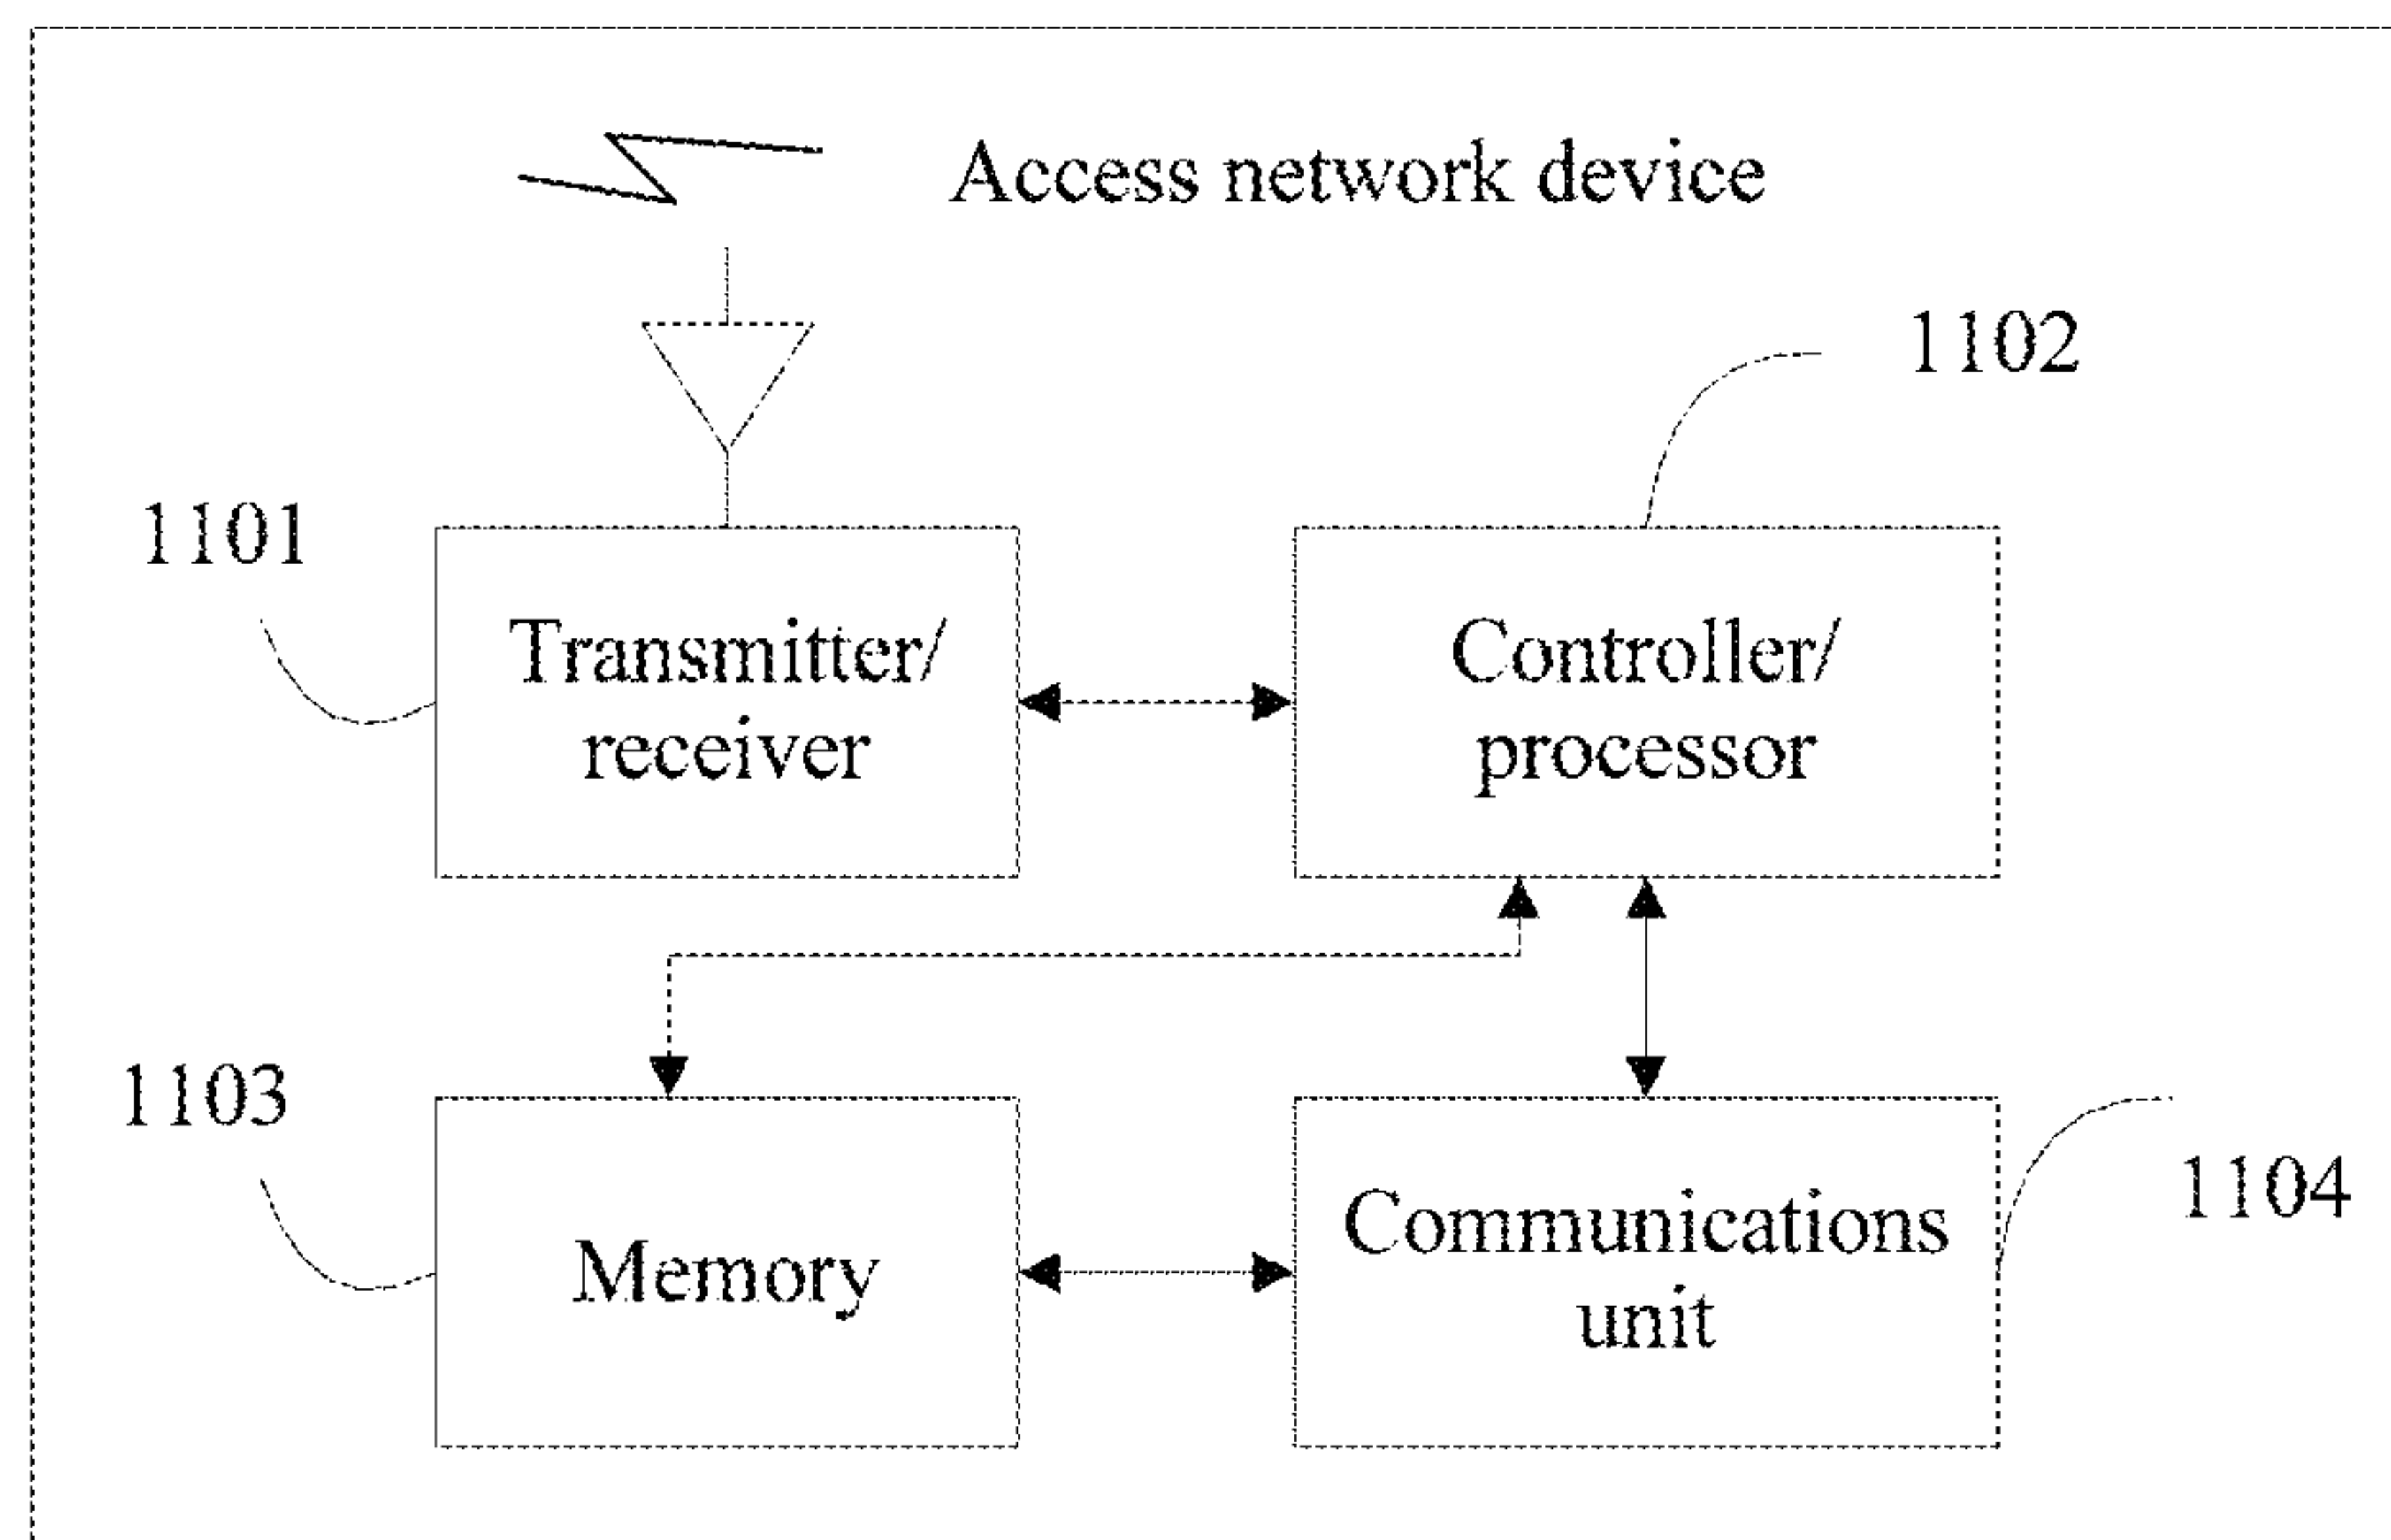 Access network device
1102
1101
Transmitter/
receiver
Controller/
processor
1103
Memory
Communications
unit
1104